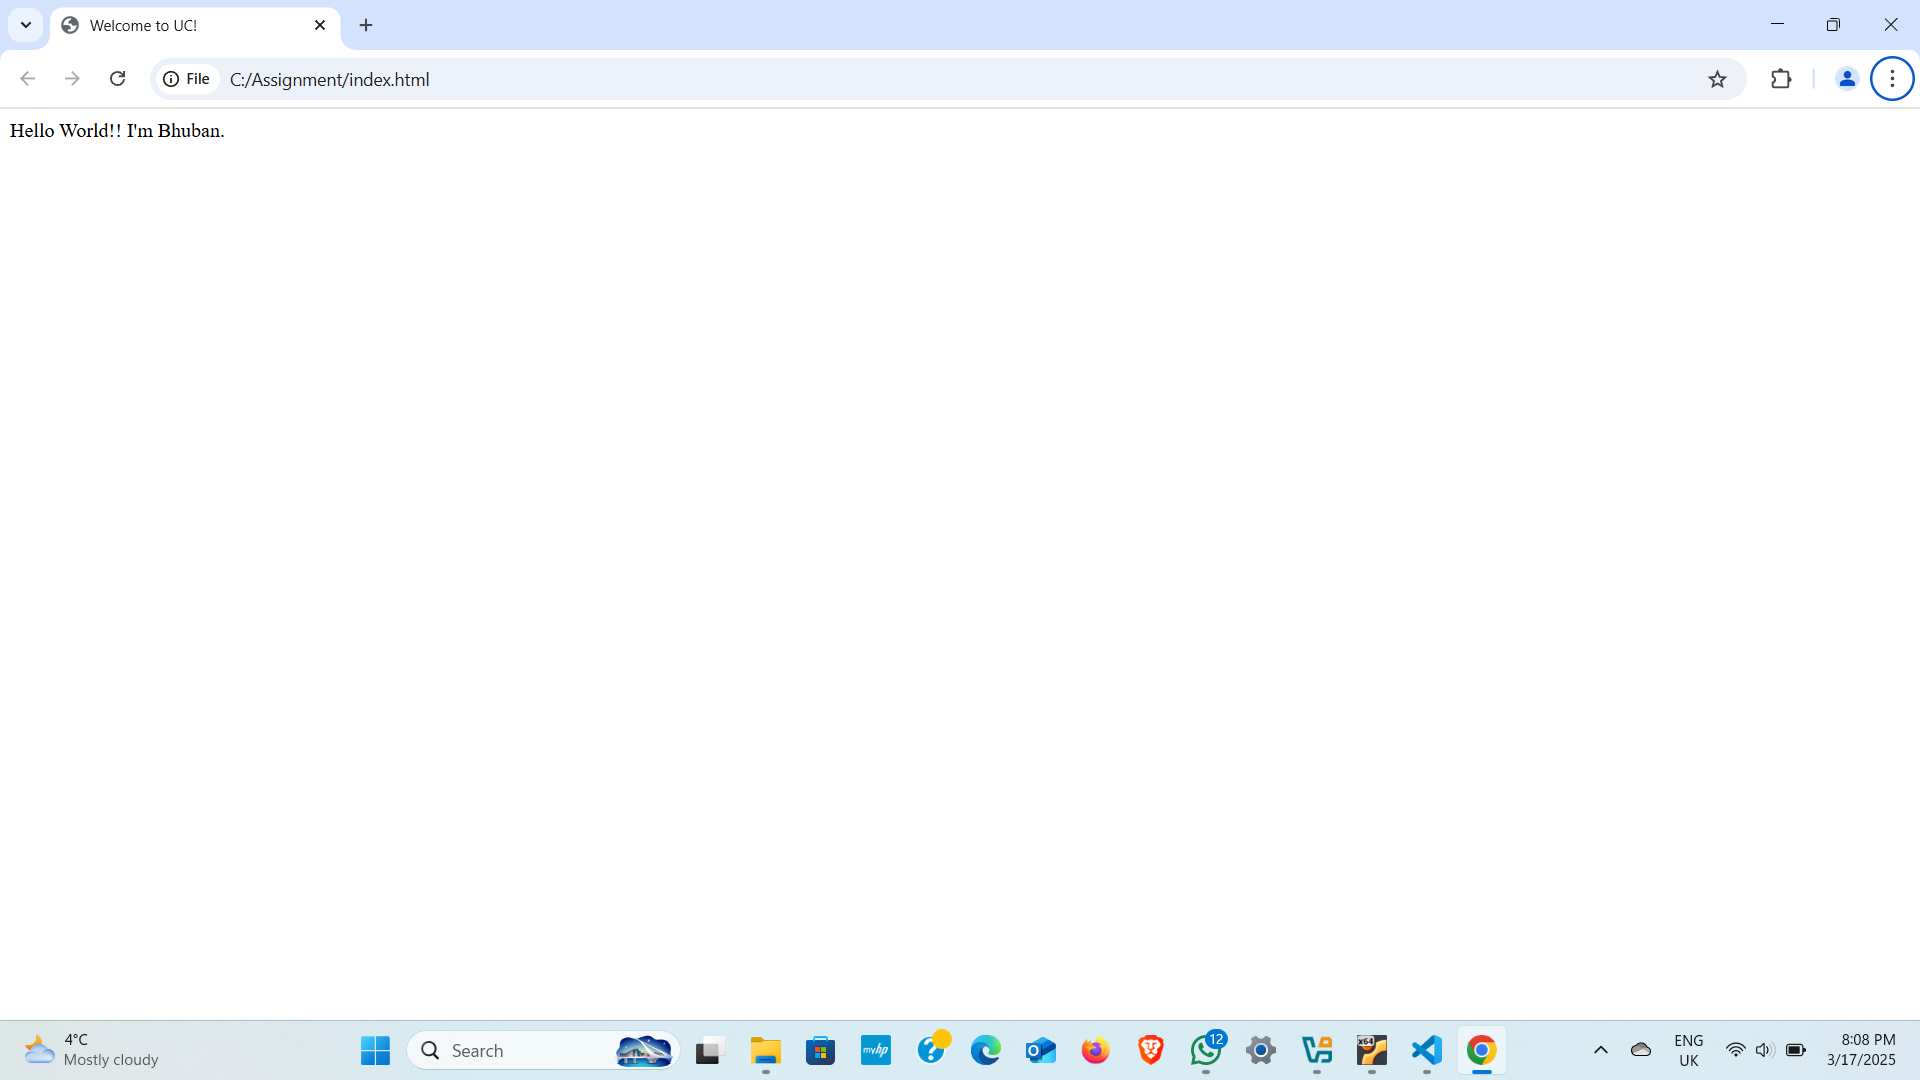 Welcome to UC!
File C:/Assignment/index.html
Hello World!! I'm Bhuban.
4°C
Mostly cloudy
Search
myhp
12
x64
ENG
UK
8:08 PM
3/17/2025